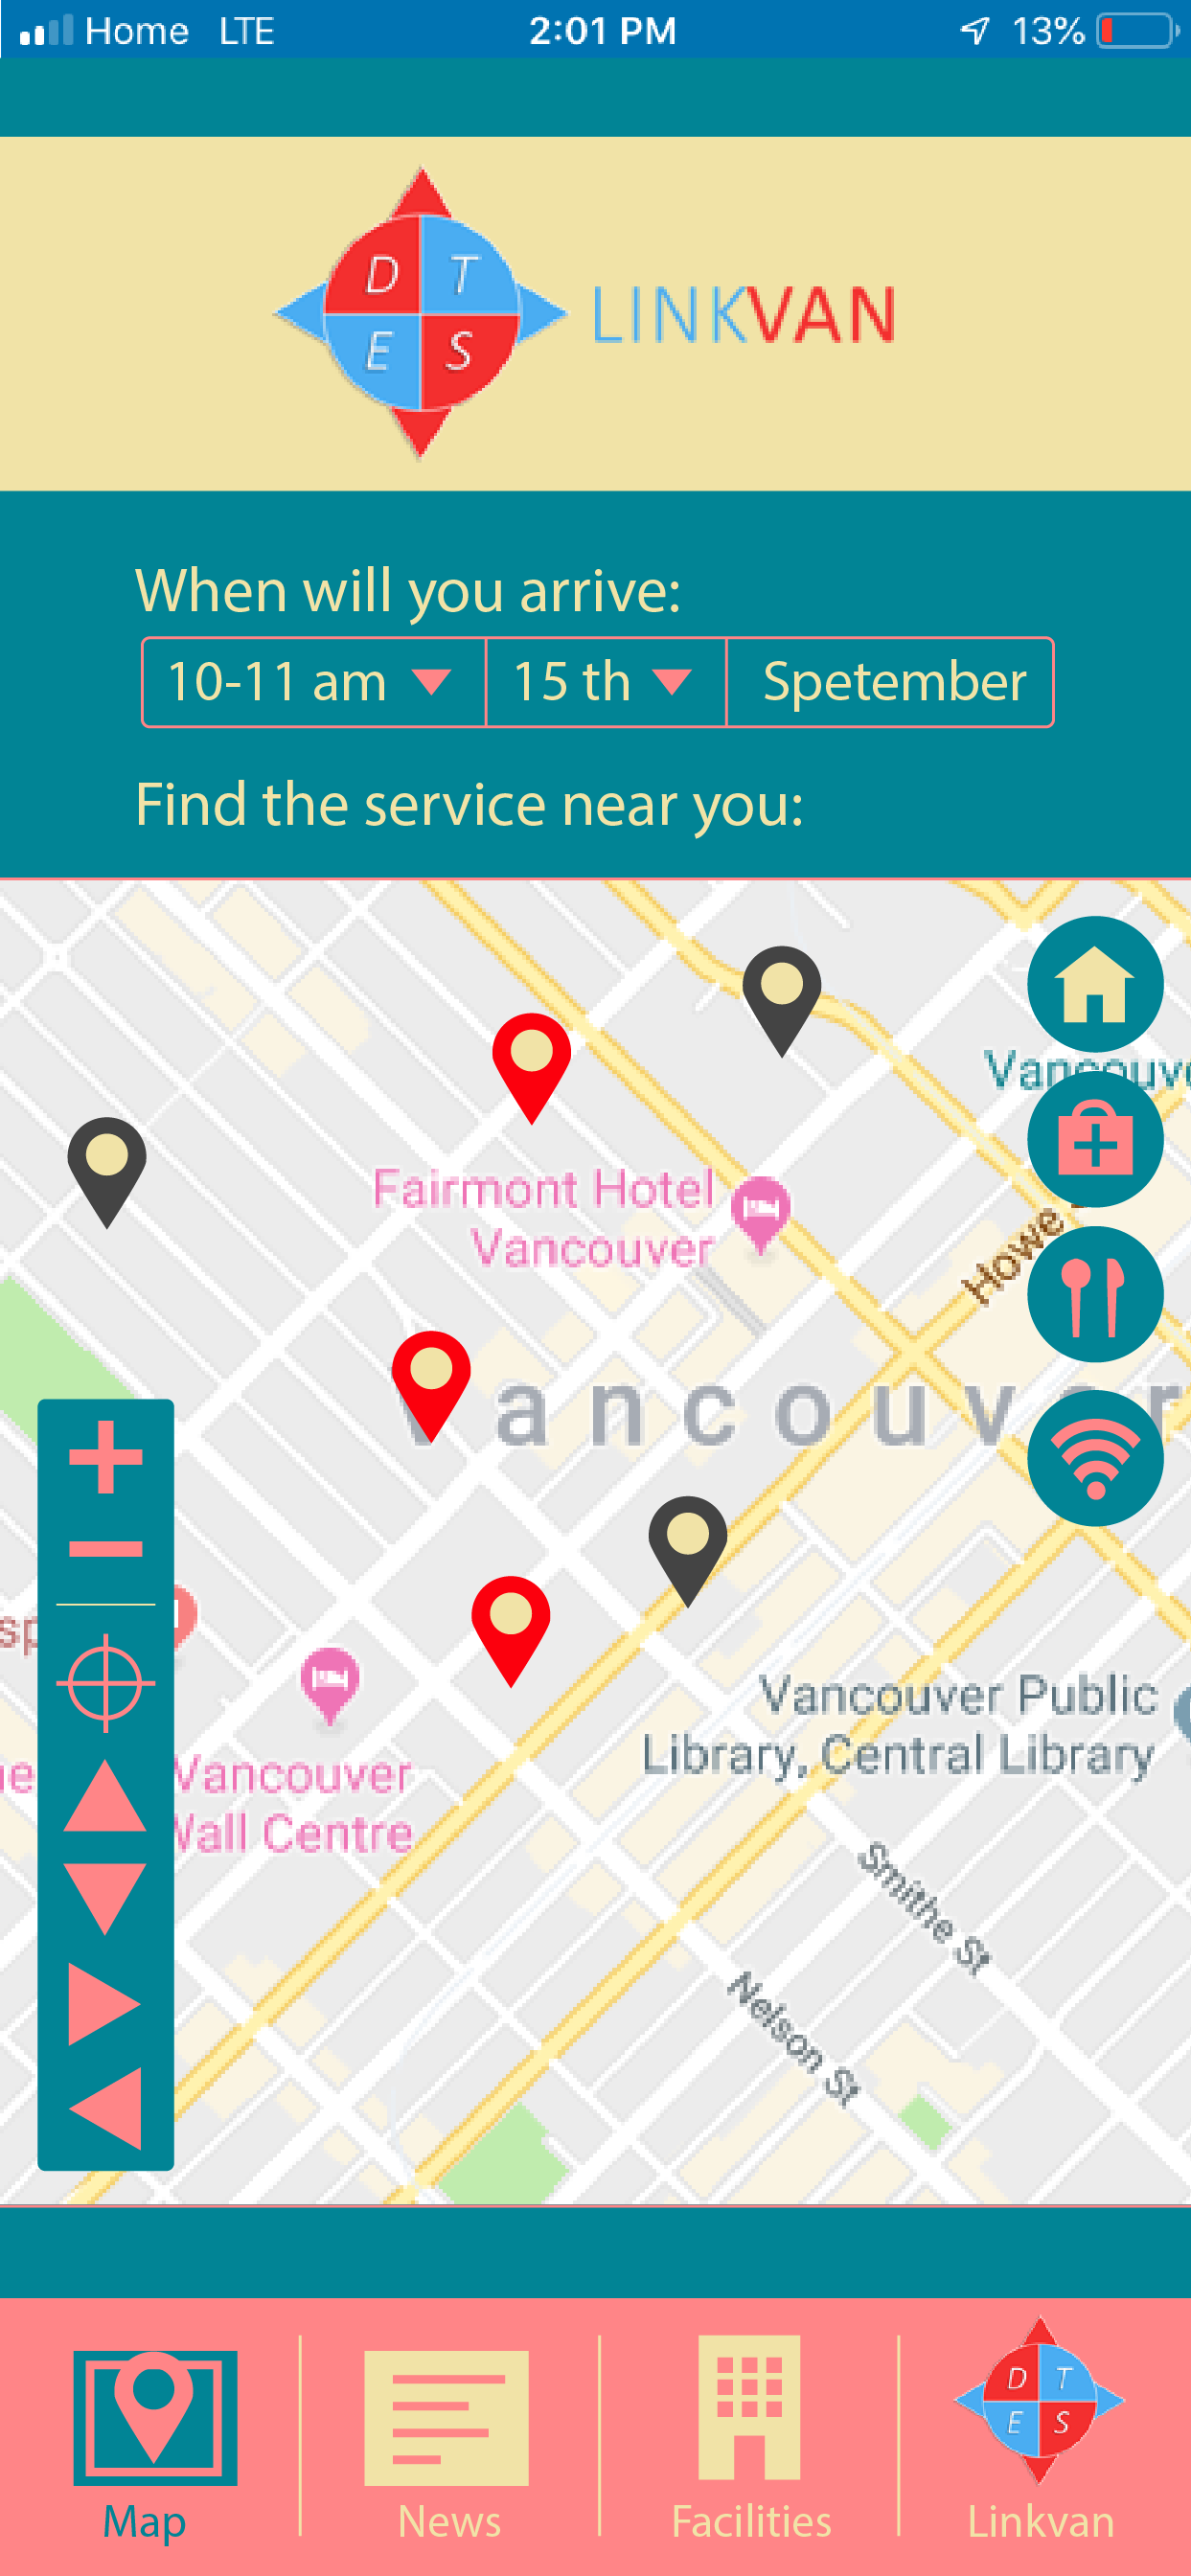 Home LTE 2:01 PM 13%
D T
E S
LINKVAN
When will you arrive:
10-11 am 15 th Spetember
Find the service near you:
Fairmont Hotel
Vancouver
Howe
Vancouver
Vancouver Public
Library, Central Library
Vancouver
Wall Centre
Smithe St
Nelson St
D T
E S
Map News Facilities Linkvan